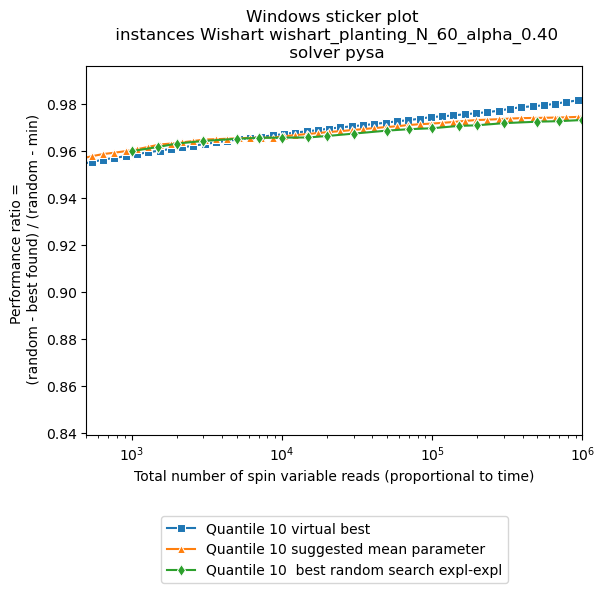 Windows sticker plot
instances Wishart wishart_planting_N_60_alpha_0.40
solver pysa
Performance ratio =
(random - best found) / (random - min)
0.98
0.96
0.94
0.92
0.90
0.88
0.86
0.84
10³ 10⁴ 10⁵ 10⁶
Total number of spin variable reads (proportional to time)
Quantile 10 virtual best
Quantile 10 suggested mean parameter
Quantile 10  best random search expl-expl